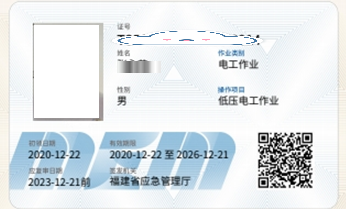 证号
姓名
作业类别
电工作业
性别
男
操作项目
低压电工作业
初领日期
2020-12-22
有效期限
2020-12-22 至 2026-12-21
应复审日期
2023-12-21前
签发机关
福建省应急管理厅